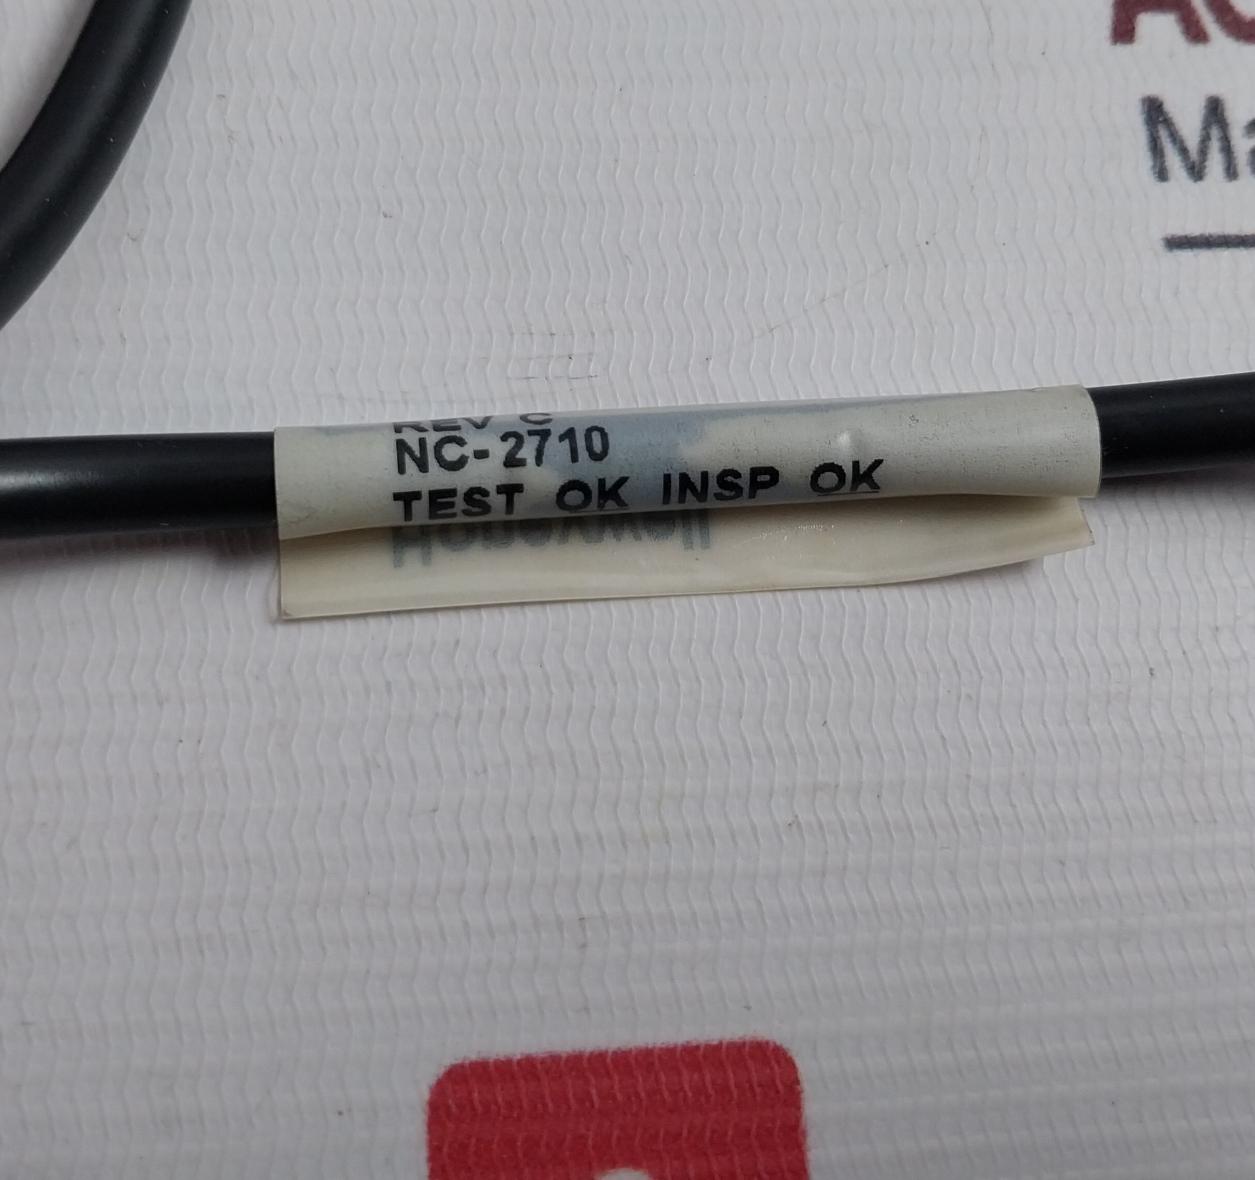 REV C
NC-2710
TEST OK INSP OK